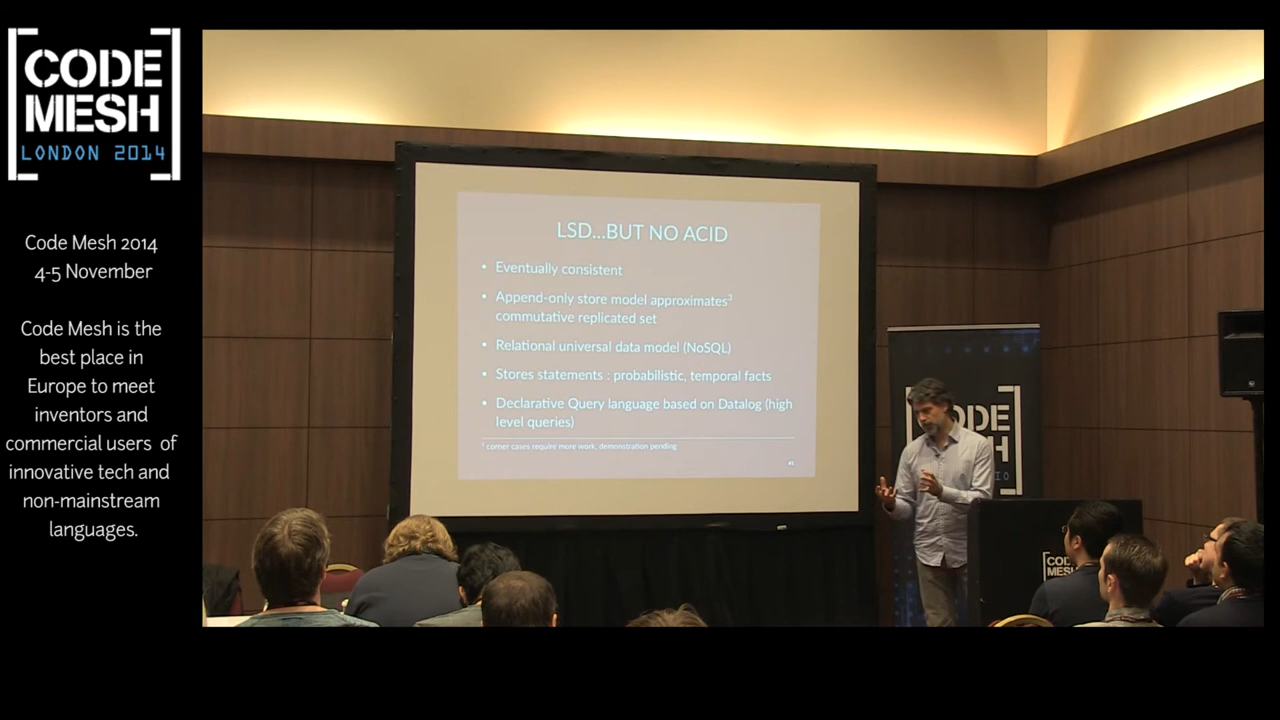 CODE
MESH
LONDON 2014
Code Mesh 2014
4-5 November
Code Mesh is the
best place in
Europe to meet
inventors and
commercial users of
innovative tech and
non-mainstream
languages.
LSD...BUT NO ACID
• Eventually consistent
• Append-only store model approximates³
commutative replicated set
• Relational universal data model (NoSQL)
• Stores statements : probabilistic, temporal facts
• Declarative Query language based on Datalog (high
level queries)
³ corner cases require more work, demonstration pending
CODE
CODE
MESH